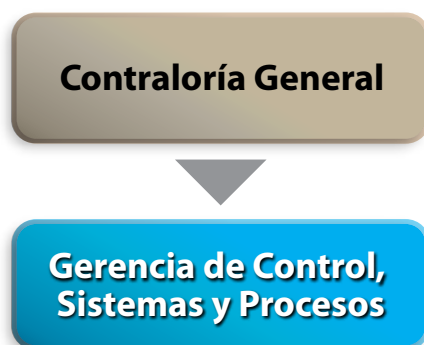 Contraloría General
Gerencia de Control,
Sistemas y Procesos